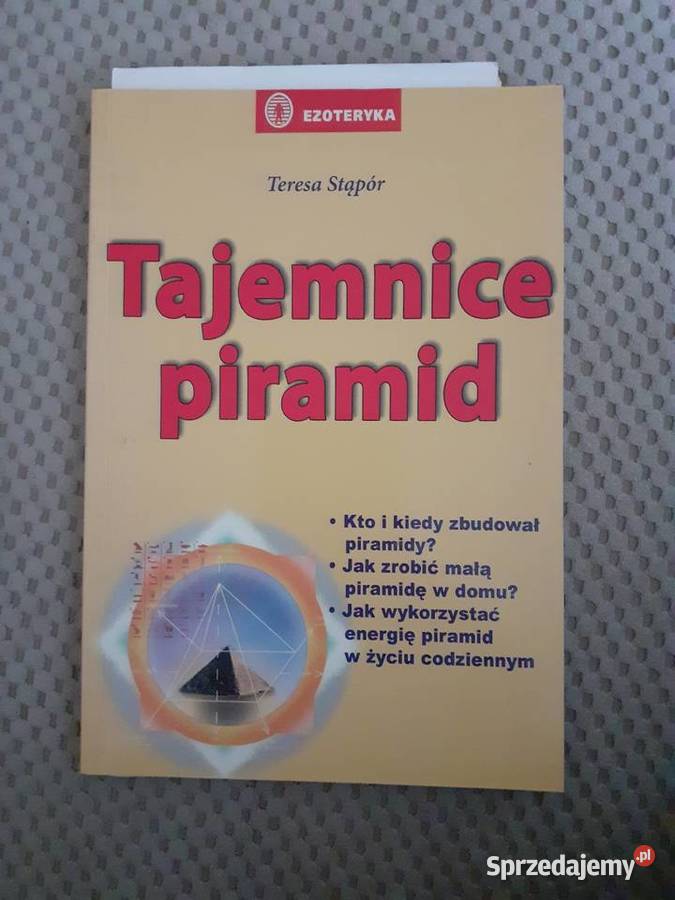 EZOTERYKA
Teresa Stąpór
Tajemnice
piramid
• Kto i kiedy zbudował
piramidy?
• Jak zrobić małą
piramidę w domu?
• Jak wykorzystać
energię piramid
w życiu codziennym
Sprzedajemy.pl